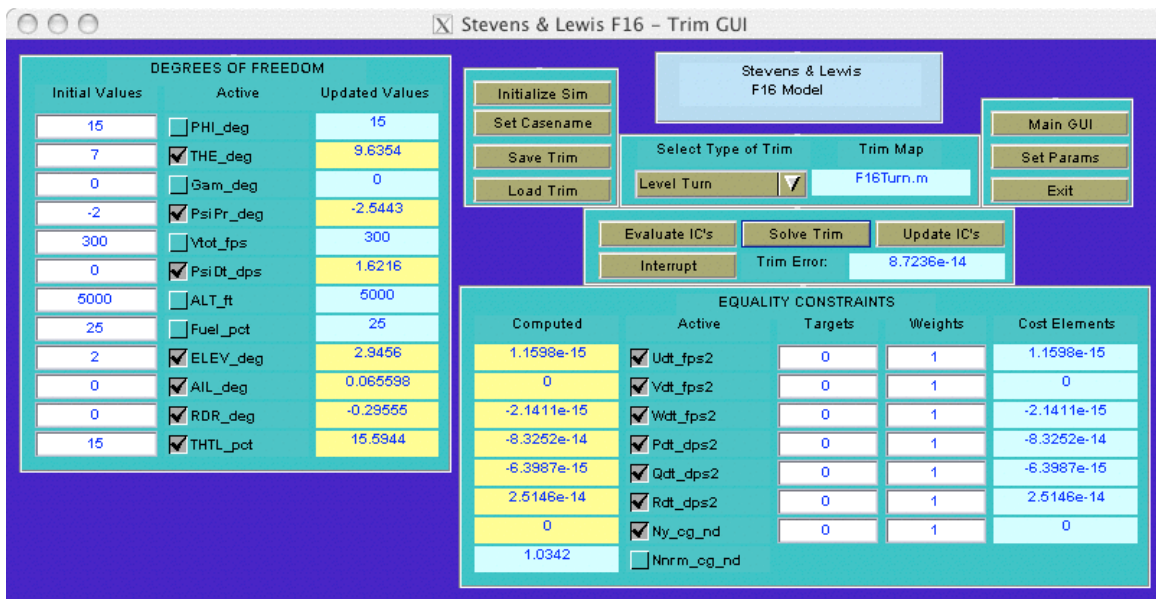 Stevens & Lewis F16 – Trim GUI
DEGREES OF FREEDOM
Initial Values Active Updated Values
15 PHI_deg 15
7 THE_deg 9.6354
0 Gam_deg 0
-2 PsiPr_deg -2.5443
300 Vtot_fps 300
0 PsiDt_dps 1.6216
5000 ALT_ft 5000
25 Fuel_pct 25
2 ELEV_deg 2.9456
0 AIL_deg 0.065598
0 RDR_deg -0.29555
15 THTL_pct 15.5944
Initialize Sim
Set Casename
Save Trim
Load Trim
Stevens & Lewis
F16 Model
Select Type of Trim Trim Map
Level Turn F16Turn.m
Main GUI
Set Params
Exit
Evaluate IC's Solve Trim Update IC's
Interrupt Trim Error: 8.7236e-14
EQUALITY CONSTRAINTS
Computed Active Targets Weights Cost Elements
1.1598e-15 Udt_fps2 0 1 1.1598e-15
0 Vdt_fps2 0 1 0
-2.1411e-15 Wdt_fps2 0 1 -2.1411e-15
-8.3252e-14 Pdt_dps2 0 1 -8.3252e-14
-6.3987e-15 Qdt_dps2 0 1 -6.3987e-15
2.5146e-14 Rdt_dps2 0 1 2.5146e-14
0 Ny_cg_nd 0 1 0
1.0342 Nnrm_cg_nd